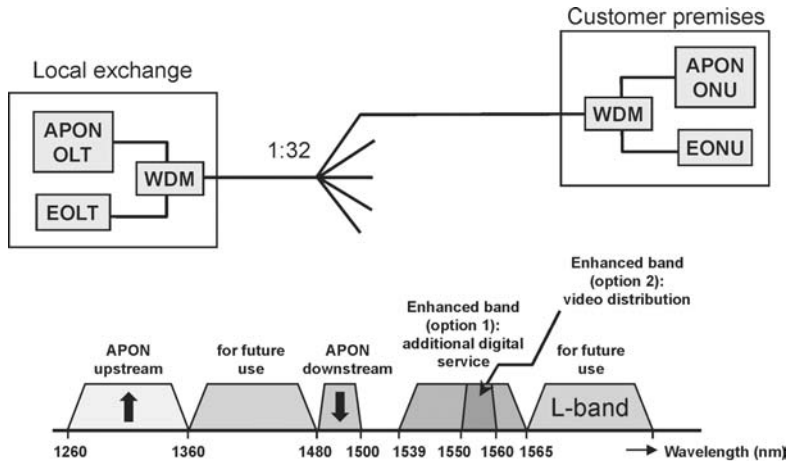 Customer premises
Local exchange
APON
OLT
EOLT
WDM
1:32
WDM
APON
ONU
EONU
Enhanced band
(option 2):
video distribution
Enhanced band
(option 1):
additional digital
service
APON
upstream
for future
use
APON
downstream
for future
use
L-band
1260
1360
1480
1500
1539
1550
1560
1565
Wavelength (nm)